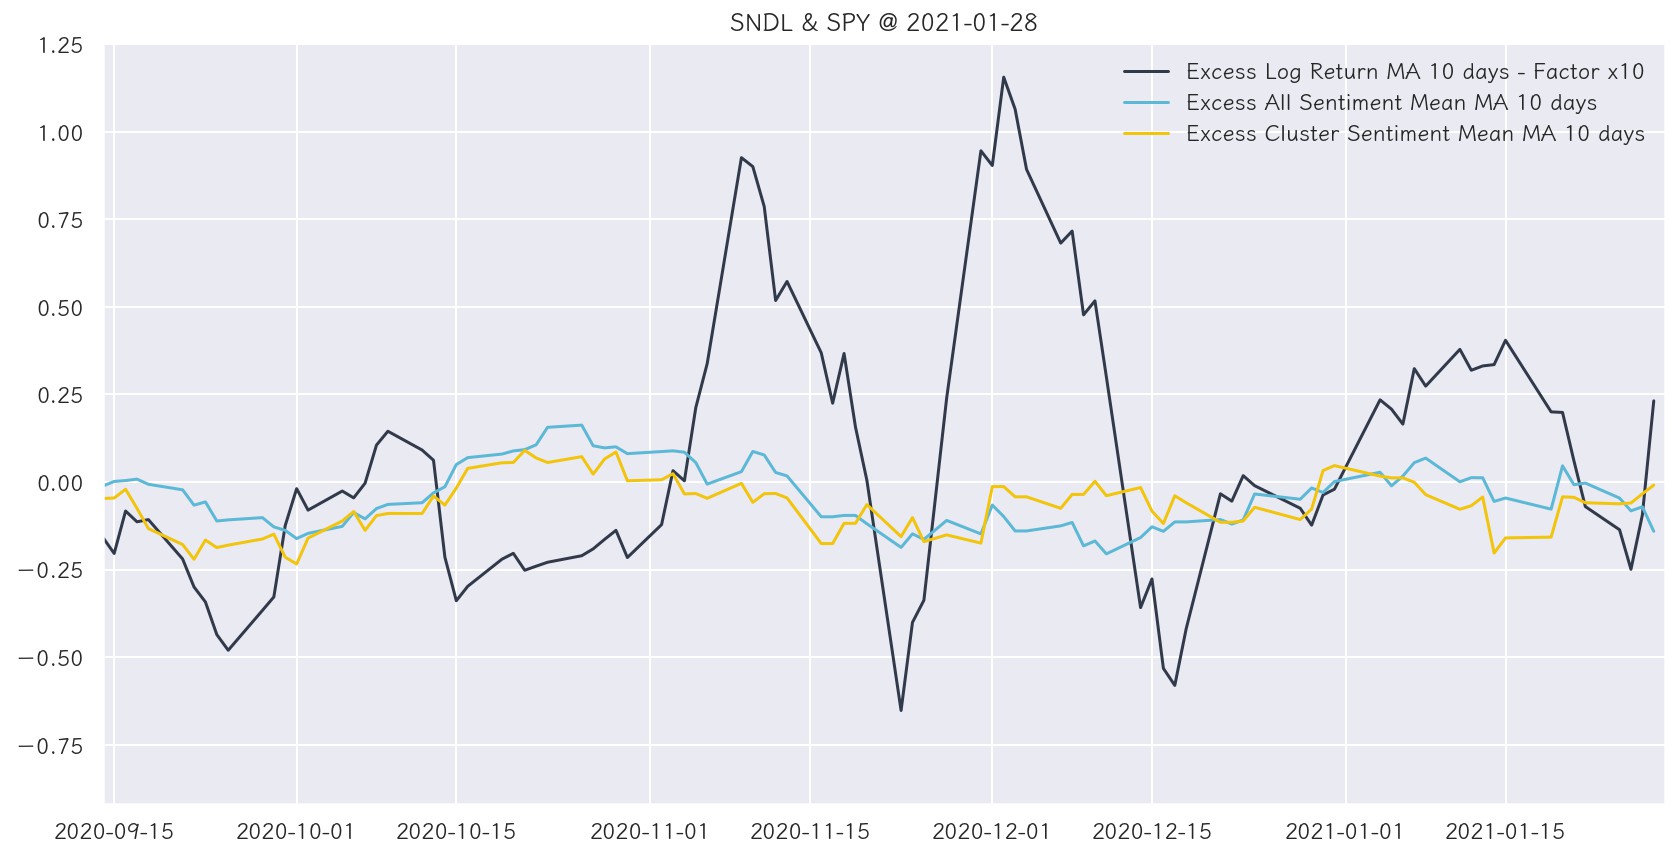 SNDL & SPY @ 2021-01-28
Excess Log Return MA 10 days - Factor x10
Excess All Sentiment Mean MA 10 days
Excess Cluster Sentiment Mean MA 10 days
1.25
1.00
0.75
0.50
0.25
0.00
−0.25
−0.50
−0.75
2020-09-15 2020-10-01 2020-10-15 2020-11-01 2020-11-15 2020-12-01 2020-12-15 2021-01-01 2021-01-15